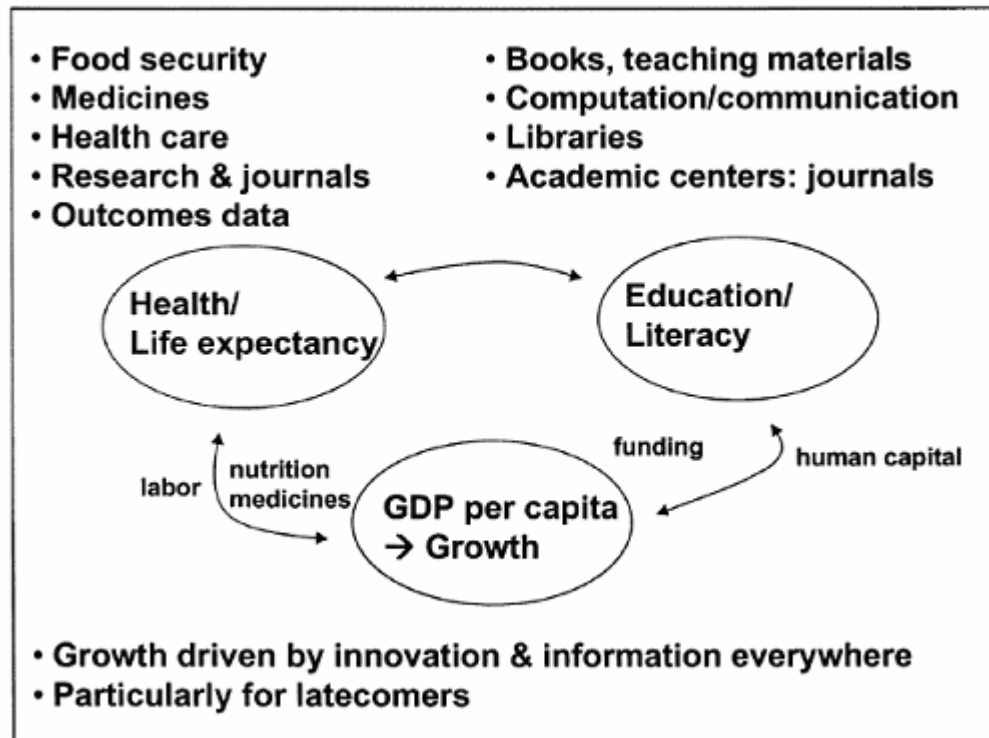 • Food security
• Medicines
• Health care
• Research & journals
• Outcomes data
• Books, teaching materials
• Computation/communication
• Libraries
• Academic centers: journals
Health/
Life expectancy
Education/
Literacy
labor
nutrition
medicines
funding
human capital
GDP per capita
→ Growth
• Growth driven by innovation & information everywhere
• Particularly for latecomers